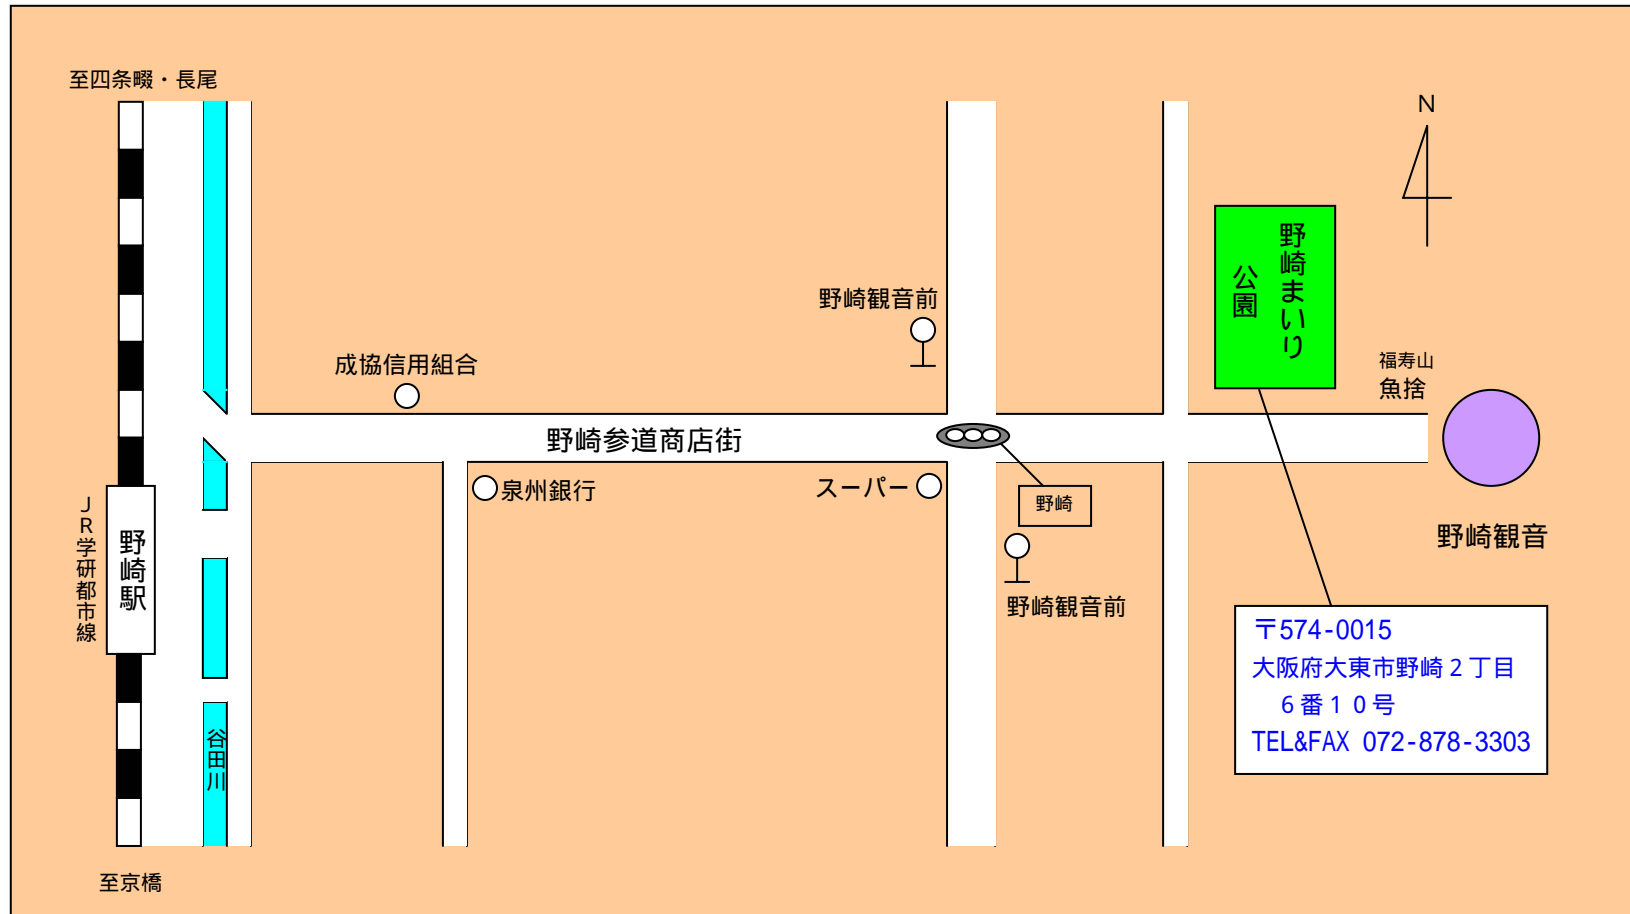 至四条畷・長尾
N
野崎まいり
公園
野崎観音前
福寿山
魚捨
成協信用組合
野崎参道商店街
泉州銀行
スーパー
野崎
野崎観音
JR学研都市線
野崎駅
野崎観音前
〒574-0015
大阪府大東市野崎2丁目
6番10号
TEL&FAX 072-878-3303
谷田川
至京橋